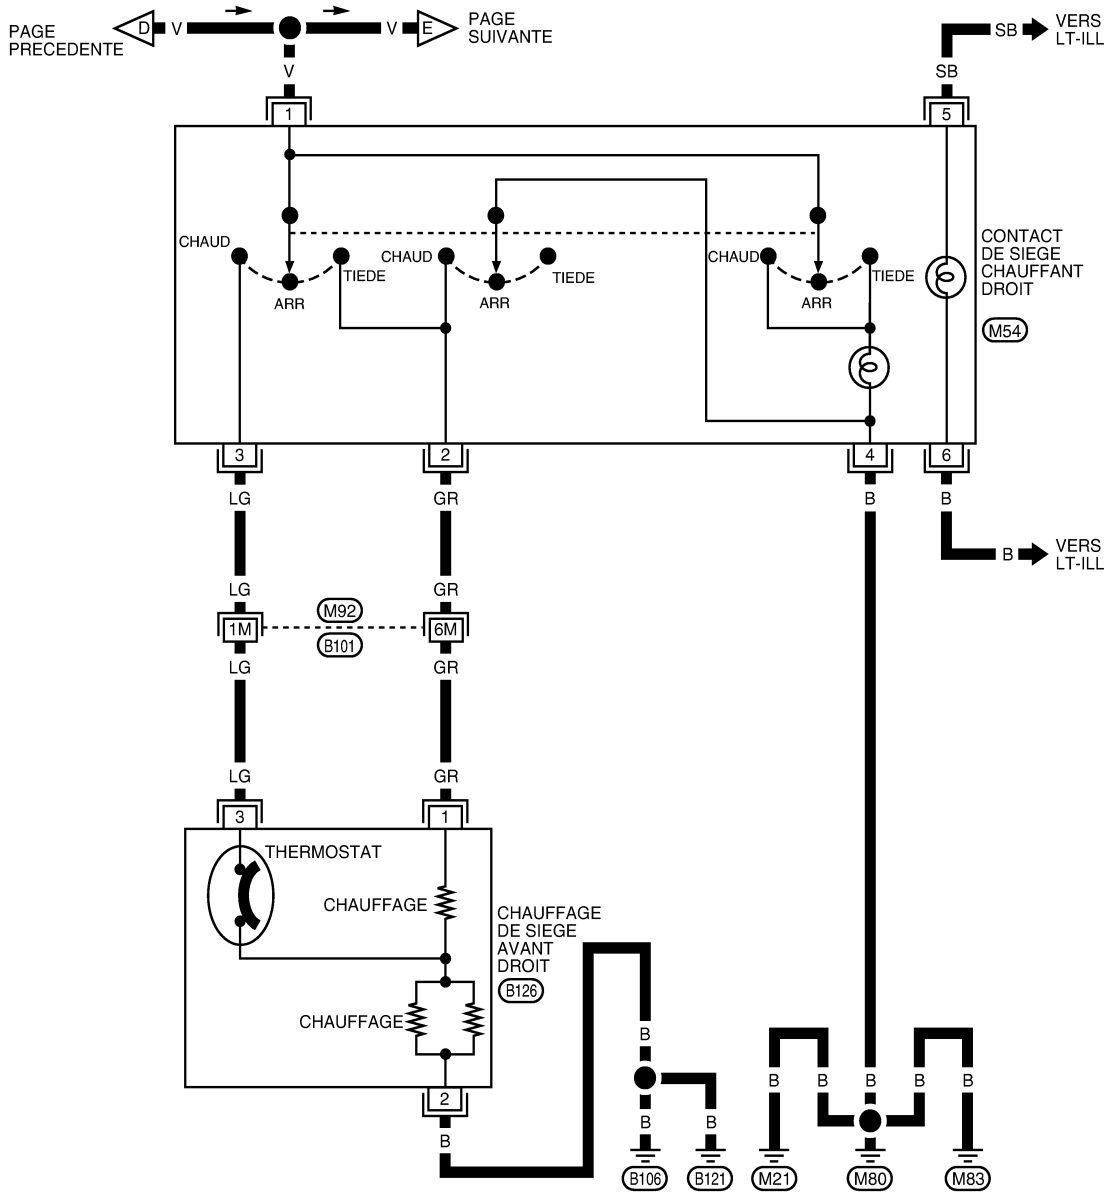 PAGE
PRECEDENTE
D
V
V
E
PAGE
SUIVANTE
SB
VERS
LT-ILL
V
SB
1
5
CHAUD
TIEDE
ARR
CHAUD
TIEDE
ARR
CHAUD
TIEDE
ARR
CONTACT
DE SIEGE
CHAUFFANT
DROIT
M54
3
2
4
6
LG
GR
B
B
B
VERS
LT-ILL
LG
GR
M92
1M
6M
B101
LG
GR
LG
GR
3
1
THERMOSTAT
CHAUFFAGE
CHAUFFAGE
DE SIEGE
AVANT
DROIT
B126
CHAUFFAGE
2
B
B
B
B
B
B
B
B
B
B
B106
B121
M21
M80
M83